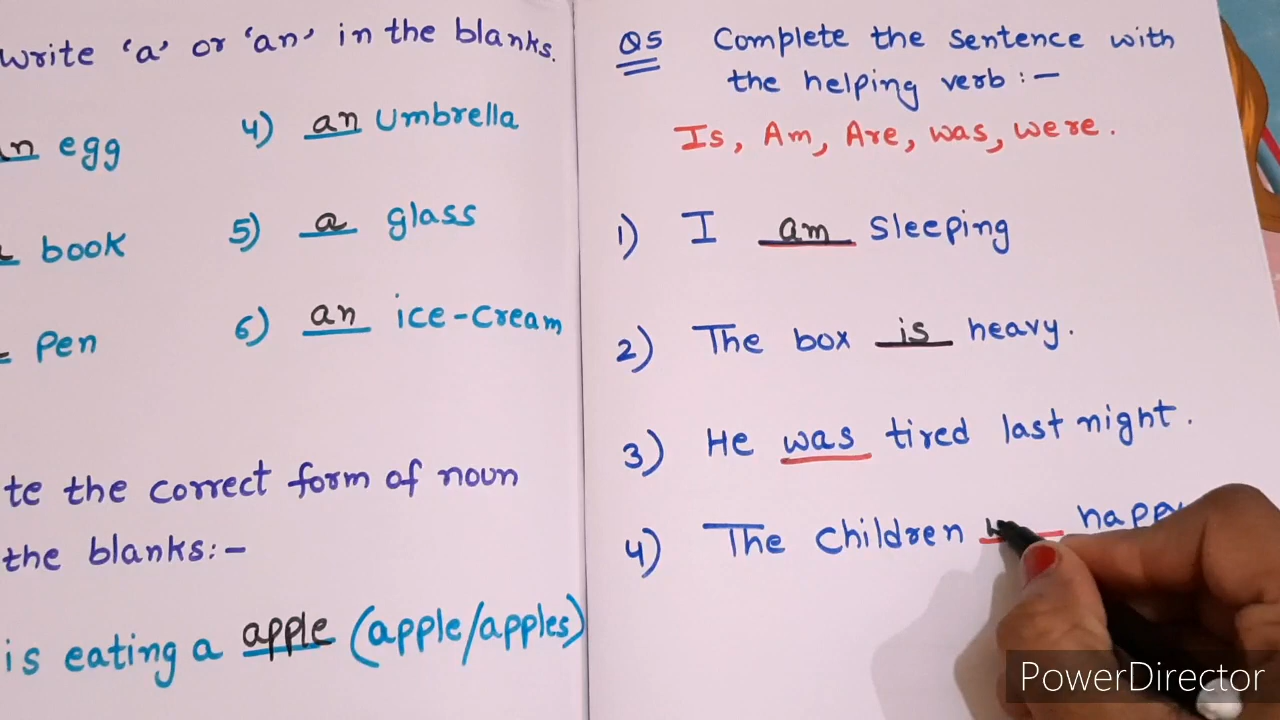 write 'a' or 'an' in the blanks.
egg
4) an Umbrella
book
5) a glass
Pen
6) an ice-cream
te the correct form of noun
the blanks:-
is eating a apple (apple/apples)
Q5 Complete the sentence with
the helping verb :-
Is, Am, Are, was, were.
1) I am Sleeping
2) The box is heavy.
3) He was tired last night.
4) The children happy
PowerDirector